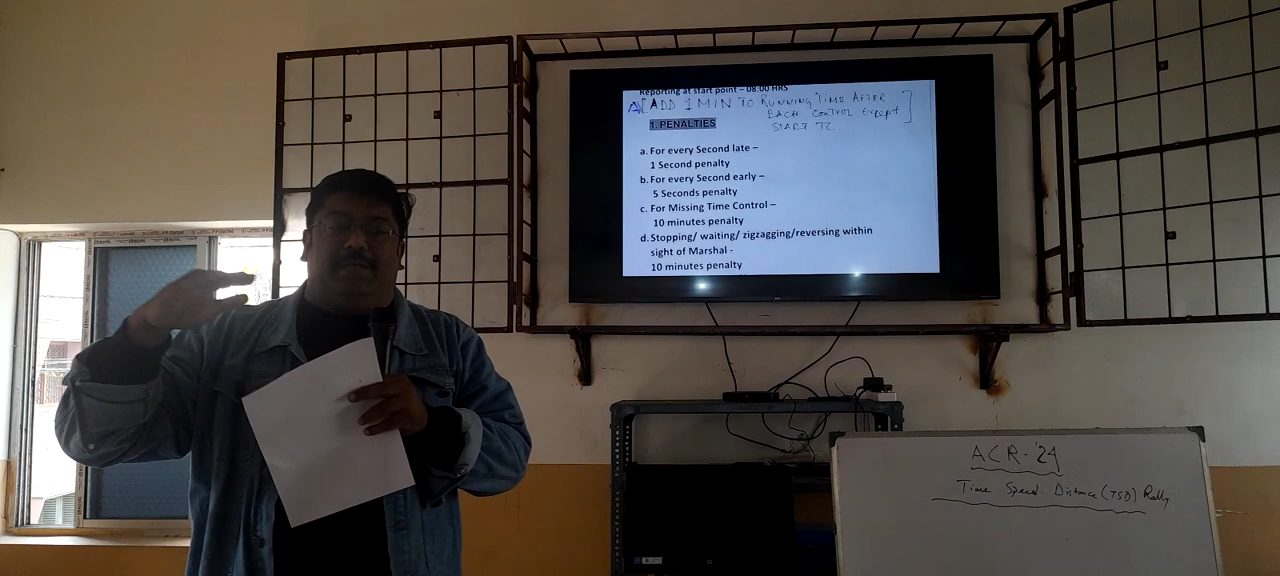 Reporting at start point – 08:00 HRS
[ADD 1 MIN TO RUNNING TIME AFTER
EACH CONTROL EXCEPT]
START TC
1. PENALTIES
a. For every Second late –
1 Second penalty
b. For every Second early –
5 Seconds penalty
c. For Missing Time Control –
10 minutes penalty
d. Stopping/ waiting/ zigzagging/reversing within
sight of Marshal -
10 minutes penalty
ACR-'24
Time Speed Distance (TSD) Rally